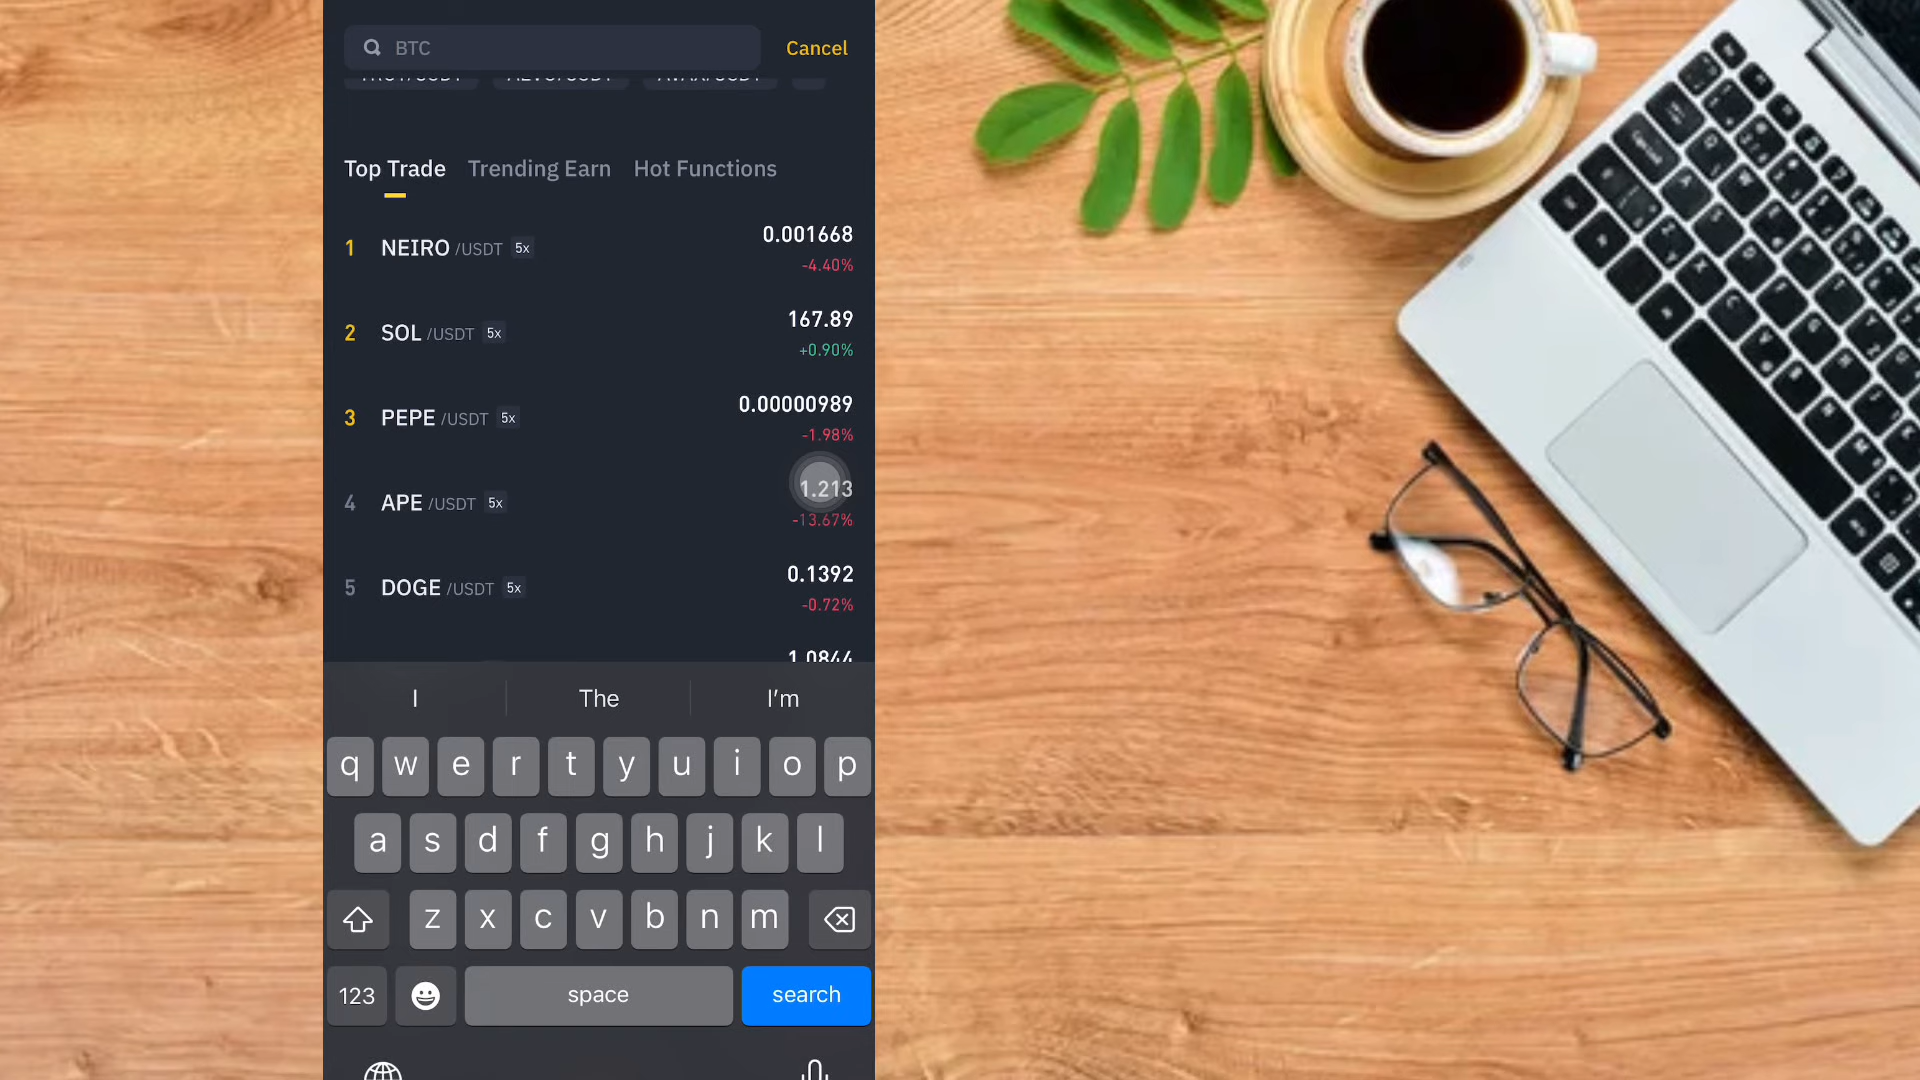 BTC
Cancel
Top Trade Trending Earn Hot Functions
1 NEIRO /USDT 5x 0.001668
-4.40%
2 SOL /USDT 5x 167.89
+0.90%
3 PEPE /USDT 5x 0.00000989
-1.98%
4 APE /USDT 5x 1.213
-13.67%
5 DOGE /USDT 5x 0.1392
-0.72%
1.0844
I The I'm
q w e r t y u i o p
a s d f g h j k l
z x c v b n m
123 space search